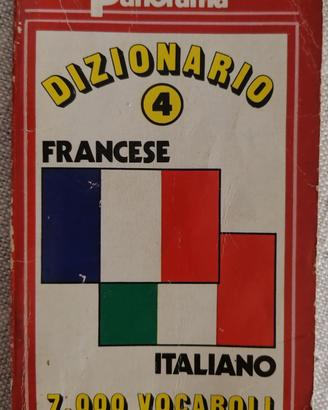 Panorama
DIZIONARIO
4
FRANCESE
ITALIANO
7.000 VOCABOLI